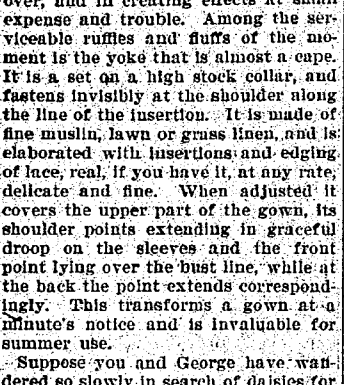 over, and in creating effects at small
expense and trouble. Among the ser-
viceable ruffles and fluffs of the mo-
ment is the yoke that is almost a cape.
It is a set on a high stock collar, and
fastens invisibly at the shoulder along
the line of the insertion. It is made of
fine muslin, lawn or grass linen, and is
elaborated with insertions and edging
of lace, real, if you have it, at any rate,
delicate and fine. When adjusted it
covers the upper part of the gown, its
shoulder points extending in graceful
droop on the sleeves and the front
point lying over the bust line, while at
the back the point extends correspond-
ingly. This transforms a gown at a
minute's notice and is invaluable for
summer use.
Suppose you and George have wan-
dered so slowly in search of daisies for